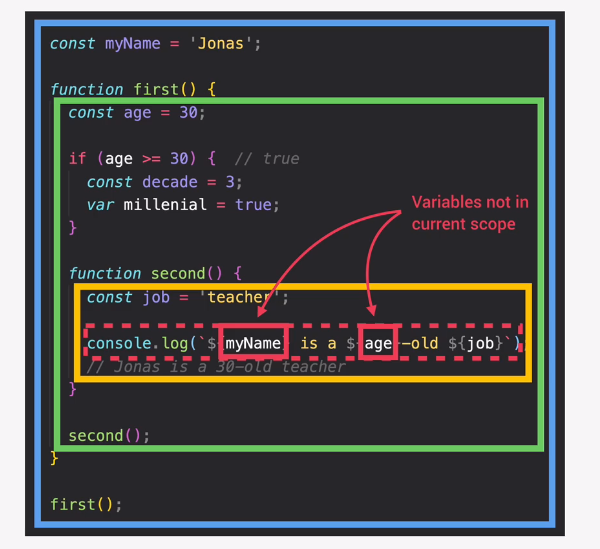 const myName = 'Jonas';
function first() {
const age = 30;
if (age >= 30) { // true
const decade = 3;
var millenial = true;
}
Variables not in
current scope
function second() {
const job = 'teacher';
console.log(`${myName} is a ${age}-old ${job}`);
// Jonas is a 30-old teacher
}
second();
}
first();